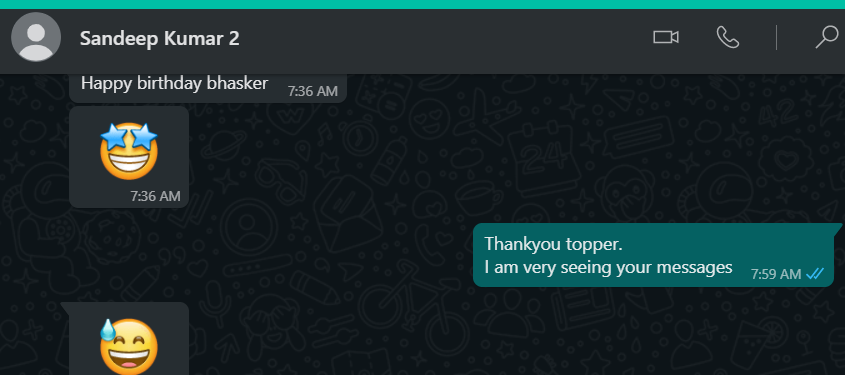 Sandeep Kumar 2
Happy birthday bhasker
7:36 AM
7:36 AM
Thankyou topper.
I am very seeing your messages
7:59 AM